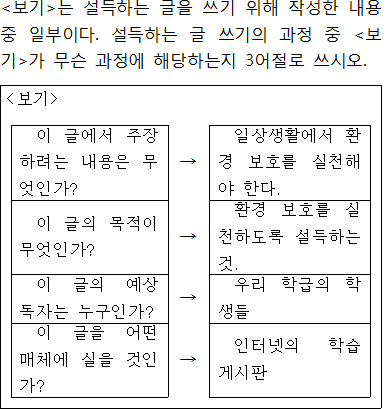 <보기>는 설득하는 글을 쓰기 위해 작성한 내용
중 일부이다. 설득하는 글 쓰기의 과정 중 <보
기>가 무슨 과정에 해당하는지 3어절로 쓰시오.
<보기>
이 글에서 주장
하려는 내용은 무
엇인가?
→
일상생활에서 환
경 보호를 실천해
야 한다.
이 글의 목적이
무엇인가?
→
환경 보호를 실
천하도록 설득하는
것.
이 글의 예상
독자는 누구인가?
→
우리 학급의 학
생들
이 글을 어떤
매체에 실을 것인
가?
→
인터넷의 학습
게시판